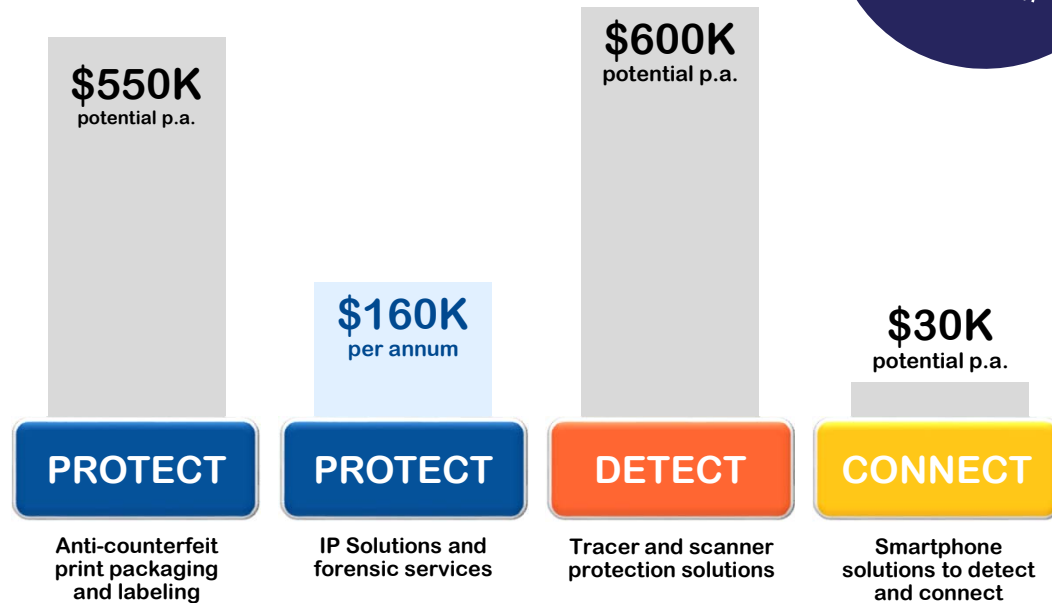 $550K
potential p.a.
$160K
per annum
$600K
potential p.a.
$30K
potential p.a.
PROTECT
PROTECT
DETECT
CONNECT
Anti-counterfeit
print packaging
and labeling
IP Solutions and
forensic services
Tracer and scanner
protection solutions
Smartphone
solutions to detect
and connect